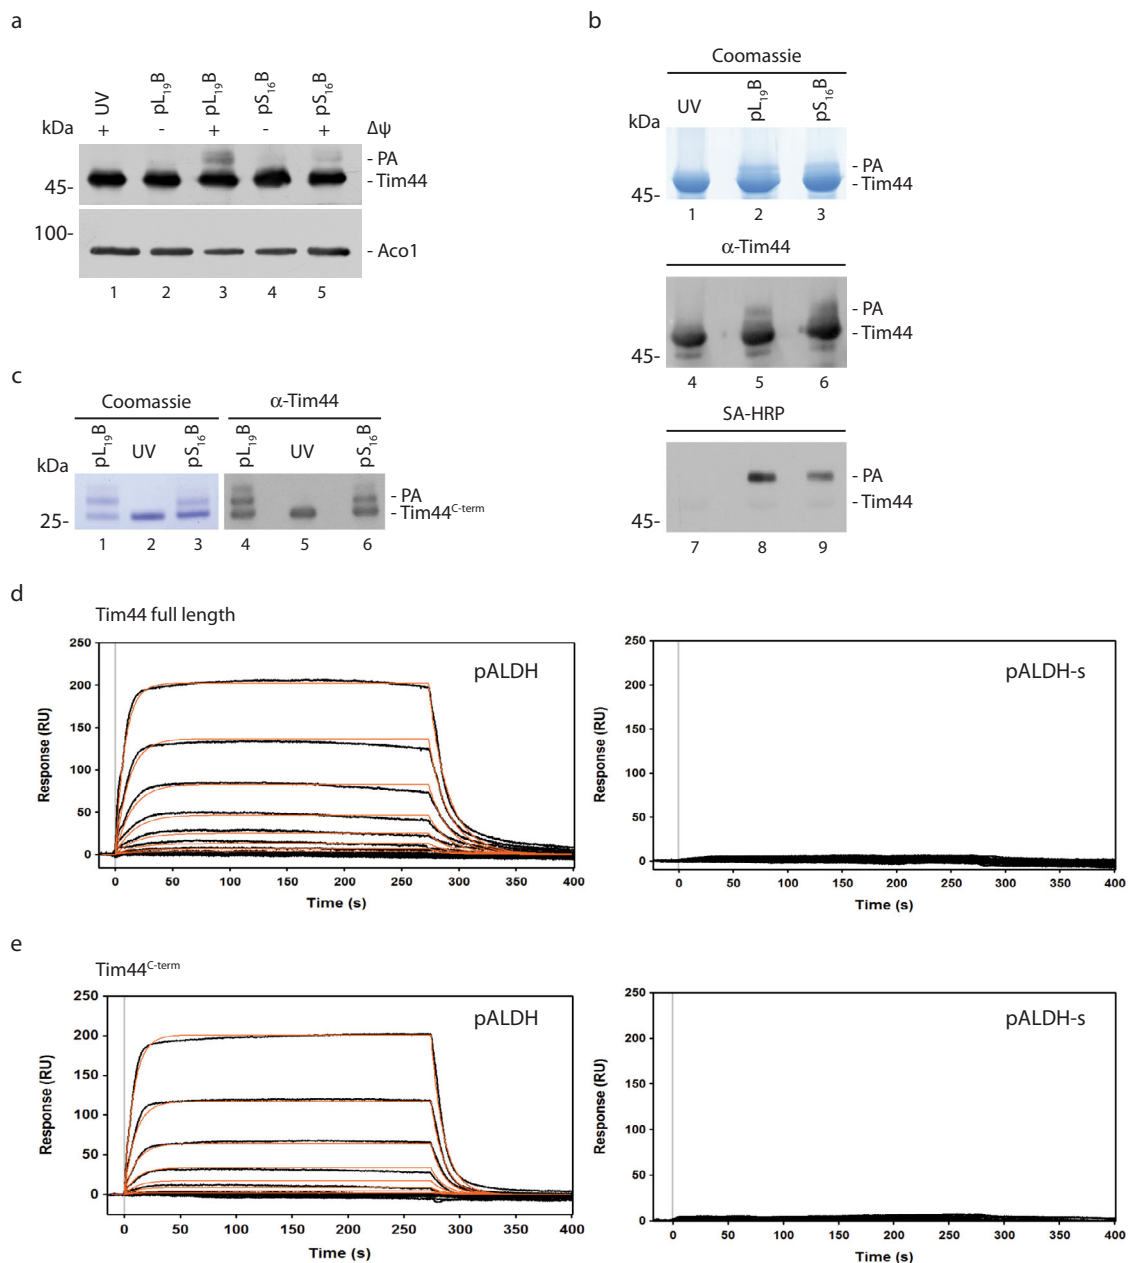 a
UV pL₁₉B pL₁₉B pS₁₆B pS₁₆B
kDa + - + - + Δψ
- PA
45- - Tim44
100-
- Aco1
1 2 3 4 5
b
Coomassie
UV pL₁₉B pS₁₆B
kDa
- PA
45- - Tim44
1 2 3
α-Tim44
- PA
- Tim44
45-
4 5 6
SA-HRP
- PA
- Tim44
45-
7 8 9
c
Coomassie α-Tim44
pL₁₉B UV pS₁₆B pL₁₉B UV pS₁₆B
kDa
- PA
25- - Tim44C-term
1 2 3 4 5 6
d
Tim44 full length
pALDH
Response (RU)
250
200
150
100
50
0
0 50 100 150 200 250 300 350 400
Time (s)
pALDH-s
Response (RU)
250
200
150
100
50
0
0 50 100 150 200 250 300 350 400
Time (s)
e
Tim44C-term
pALDH
Response (RU)
250
200
150
100
50
0
0 50 100 150 200 250 300 350 400
Time (s)
pALDH-s
Response (RU)
250
200
150
100
50
0
0 50 100 150 200 250 300 350 400
Time (s)